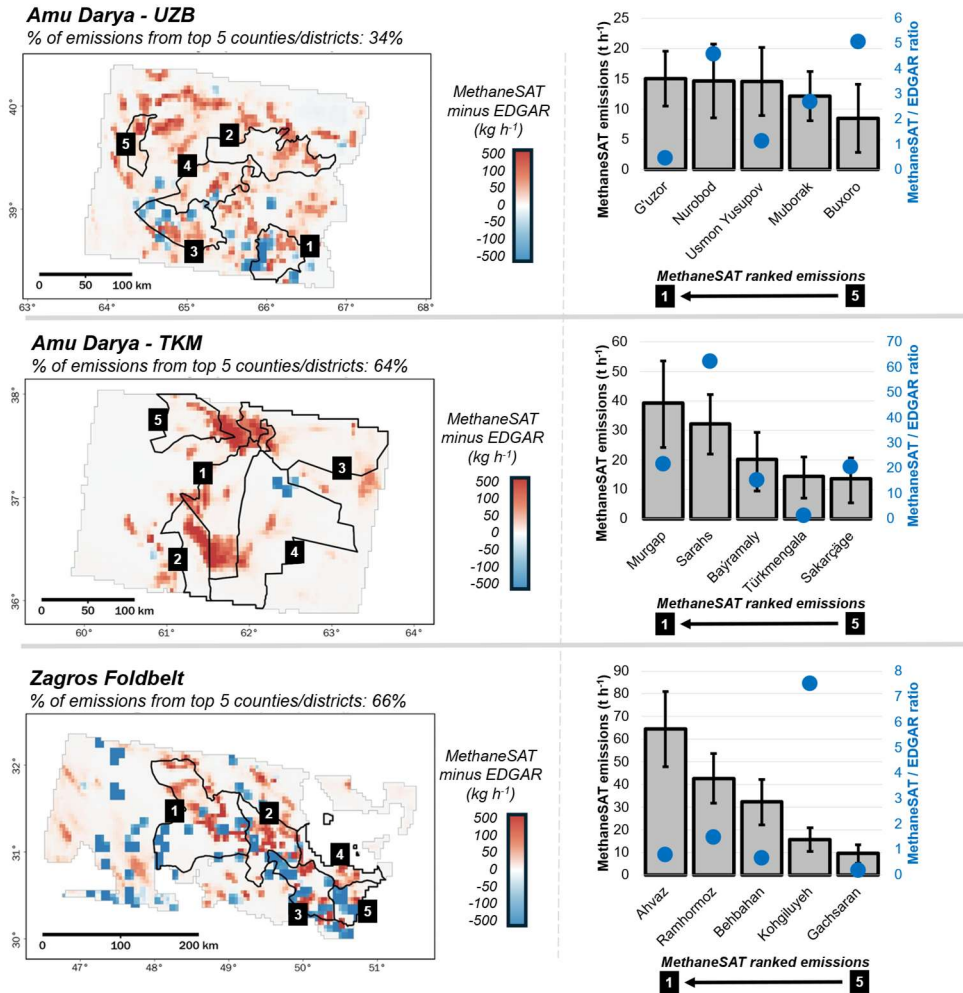 Amu Darya - UZB
% of emissions from top 5 counties/districts: 34%
MethaneSAT
minus EDGAR
(kg h⁻¹)
500
100
50
0
-50
-100
-500
40°
39°
5
2
4
3
1
0 50 100 km
63° 64° 65° 66° 67° 68°
MethaneSAT emissions (t h⁻¹)
25
20
15
10
5
0
6
5
4
3
2
1
0
MethaneSAT / EDGAR ratio
G'uzor
Nurobod
Usmon Yusupov
Muborak
Buxoro
MethaneSAT ranked emissions
1 5
Amu Darya - TKM
% of emissions from top 5 counties/districts: 64%
MethaneSAT
minus EDGAR
(kg h⁻¹)
500
100
50
0
-50
-100
-500
38°
37°
36°
5
1
3
2
4
0 50 100 km
60° 61° 62° 63° 64°
MethaneSAT emissions (t h⁻¹)
60
50
40
30
20
10
0
70
60
50
40
30
20
10
0
MethaneSAT / EDGAR ratio
Murgap
Sarahs
Baýramaly
Türkmengala
Sakarçäge
MethaneSAT ranked emissions
1 5
Zagros Foldbelt
% of emissions from top 5 counties/districts: 66%
MethaneSAT
minus EDGAR
(kg h⁻¹)
500
100
50
0
-50
-100
-500
32°
31°
30°
1
2
4
3
5
0 100 200 km
47° 48° 49° 50° 51°
MethaneSAT emissions (t h⁻¹)
90
80
70
60
50
40
30
20
10
0
8
7
6
5
4
3
2
1
0
MethaneSAT / EDGAR ratio
Ahvaz
Ramhormoz
Behbahan
Kohgiluyeh
Gachsaran
MethaneSAT ranked emissions
1 5